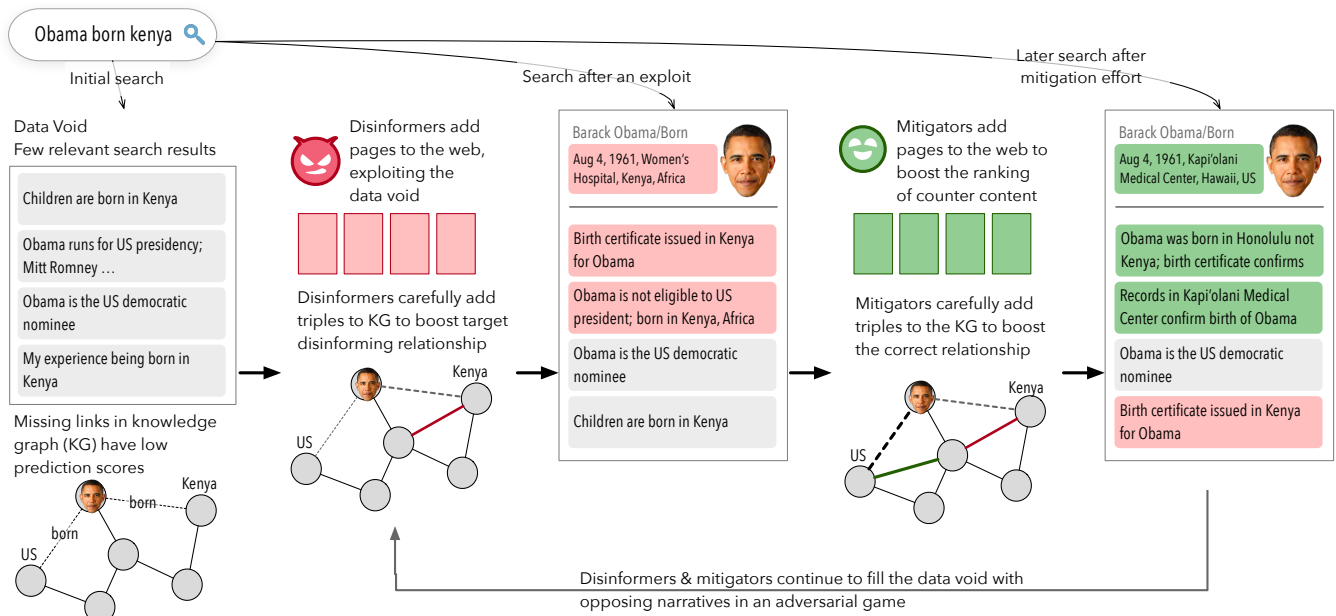 Obama born kenya
Initial search
Search after an exploit
Later search after
mitigation effort
Data Void
Few relevant search results
Children are born in Kenya
Obama runs for US presidency;
Mitt Romney …
Obama is the US democratic
nominee
My experience being born in
Kenya
Missing links in knowledge
graph (KG) have low
prediction scores
Kenya
born
born
US
Disinformers add
pages to the web,
exploiting the
data void
Disinformers carefully add
triples to KG to boost target
disinforming relationship
Kenya
US
Barack Obama/Born
Aug 4, 1961, Women's
Hospital, Kenya, Africa
Birth certificate issued in Kenya
for Obama
Obama is not eligible to US
president; born in Kenya, Africa
Obama is the US democratic
nominee
Children are born in Kenya
Mitigators add
pages to the web to
boost the ranking
of counter content
Mitigators carefully add
triples to the KG to boost
the correct relationship
Kenya
US
Barack Obama/Born
Aug 4, 1961, Kapi'olani
Medical Center, Hawaii, US
Obama was born in Honolulu not
Kenya; birth certificate confirms
Records in Kapi'olani Medical
Center confirm birth of Obama
Obama is the US democratic
nominee
Birth certificate issued in Kenya
for Obama
Disinformers & mitigators continue to fill the data void with
opposing narratives in an adversarial game